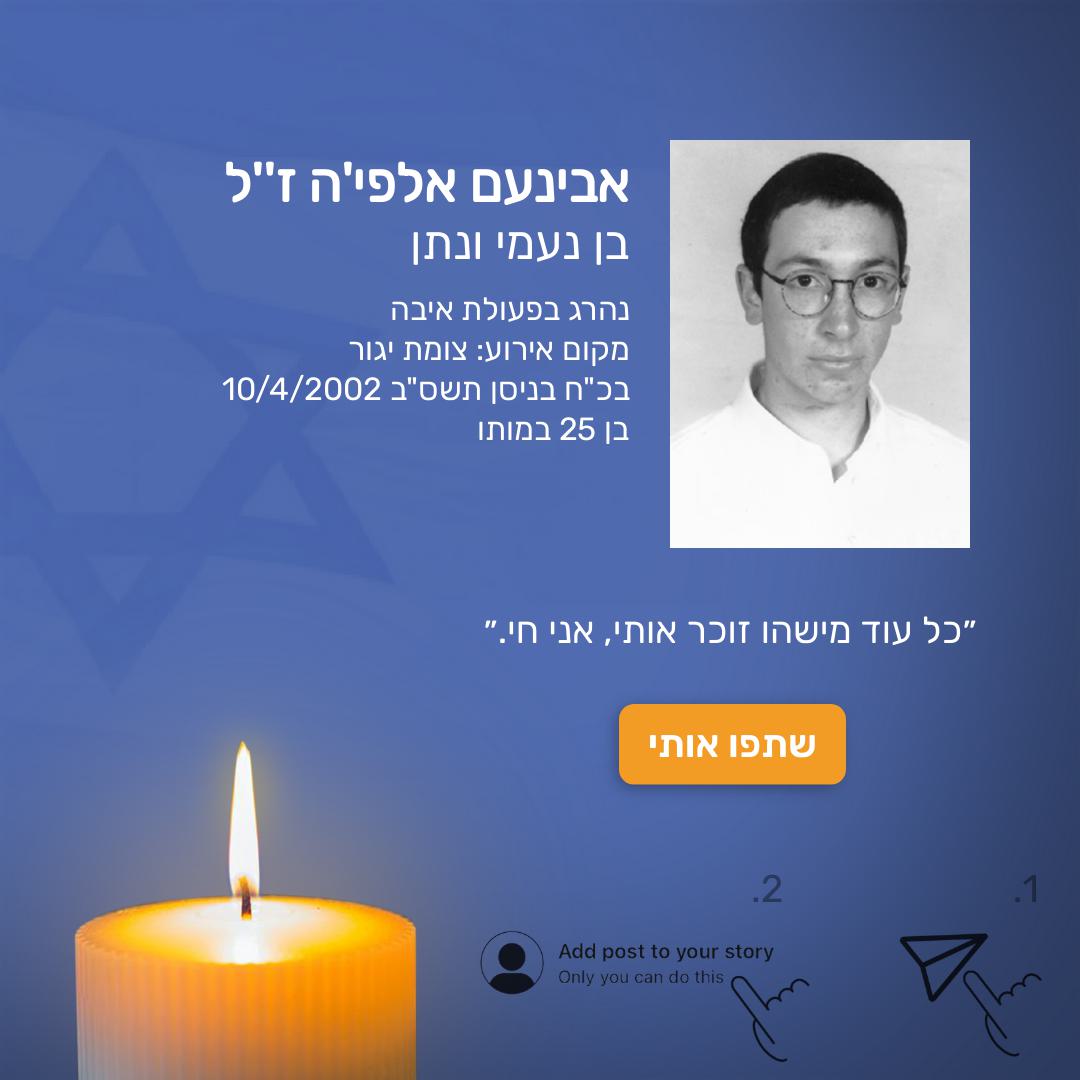 אבינעם אלפי'ה ז"ל
בן נעמי ונתן
נהרג בפעולת איבה
מקום אירוע: צומת יגור
בכ"ח בניסן תשס"ב 10/4/2002
בן 25 במותו
״כל עוד מישהו זוכר אותי, אני חי.״
שתפו אותי
.1
.2
Add post to your story
Only you can do this